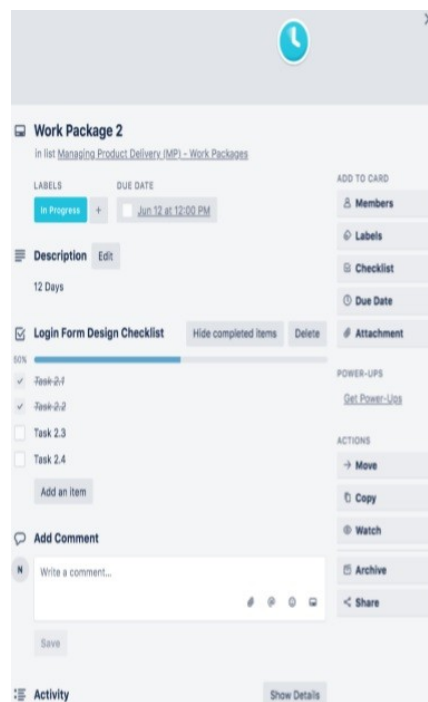 Work Package 2
in list Managing Product Delivery (MP) - Work Packages
LABELS
DUE DATE
In Progress
+
Jun 12 at 12:00 PM
Description
Edit
12 Days
Login Form Design Checklist
Hide completed items
Delete
50%
Task 2.1
Task 2.2
Task 2.3
Task 2.4
Add an item
Add Comment
N
Write a comment...
@
Save
Activity
Show Details
ADD TO CARD
Members
Labels
Checklist
Due Date
Attachment
POWER-UPS
Get Power-Ups
ACTIONS
Move
Copy
Watch
Archive
Share